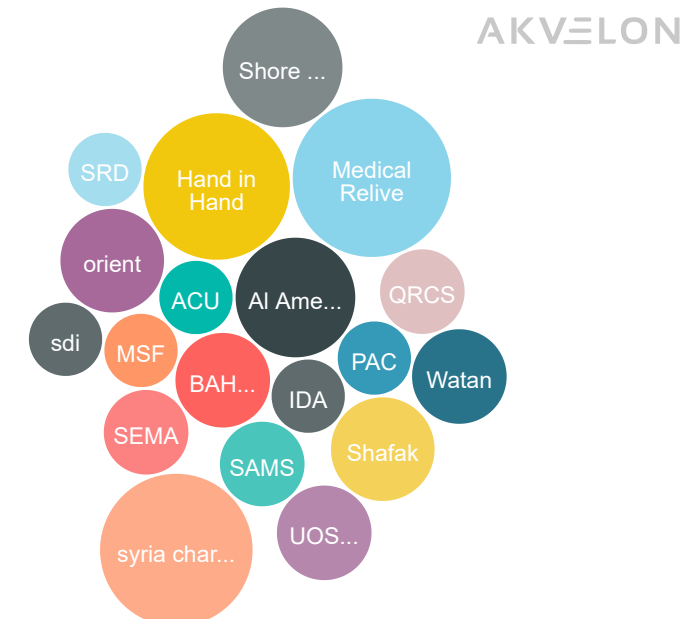 AKVELON
Shore ...
Medical
Relive
Hand in
Hand
SRD
orient
ACU
Al Ame...
QRCS
sdi
MSF
BAH...
IDA
PAC
Watan
SEMA
SAMS
Shafak
UOS...
syria char...